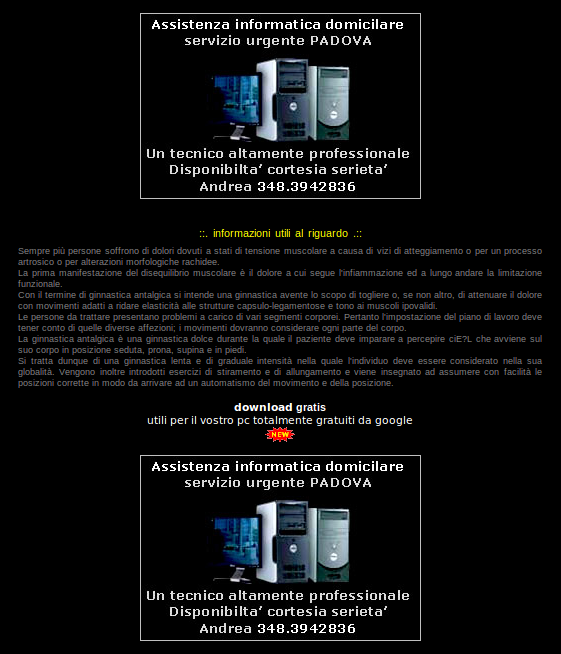 Assistenza informatica domicilare
servizio urgente PADOVA
Un tecnico altamente professionale
Disponibilta' cortesia serieta'
Andrea 348.3942836
::. informazioni utili al riguardo .::
Sempre più persone soffrono di dolori dovuti a stati di tensione muscolare a causa di vizi di atteggiamento o per un processo
artrosico o per alterazioni morfologiche rachidee.
La prima manifestazione del disequilibrio muscolare è il dolore a cui segue l'infiammazione ed a lungo andare la limitazione
funzionale.
Con il termine di ginnastica antalgica si intende una ginnastica avente lo scopo di togliere o, se non altro, di attenuare il dolore
con movimenti adatti a ridare elasticità alle strutture capsulo-legamentose e tono ai muscoli ipovalidi.
Le persone da trattare presentano problemi a carico di vari segmenti corporei. Pertanto l'impostazione del piano di lavoro deve
tener conto di quelle diverse affezioni; i movimenti dovranno considerare ogni parte del corpo.
La ginnastica antalgica è una ginnastica dolce durante la quale il paziente deve imparare a percepire ciE?L che avviene sul
suo corpo in posizione seduta, prona, supina e in piedi.
Si tratta dunque di una ginnastica lenta e di graduale intensità nella quale l'individuo deve essere considerato nella sua
globalità. Vengono inoltre introdotti esercizi di stiramento e di allungamento e viene insegnato ad assumere con facilità le
posizioni corrette in modo da arrivare ad un automatismo del movimento e della posizione.
download gratis
utili per il vostro pc totalmente gratuiti da google
NEW
Assistenza informatica domicilare
servizio urgente PADOVA
Un tecnico altamente professionale
Disponibilta' cortesia serieta'
Andrea 348.3942836